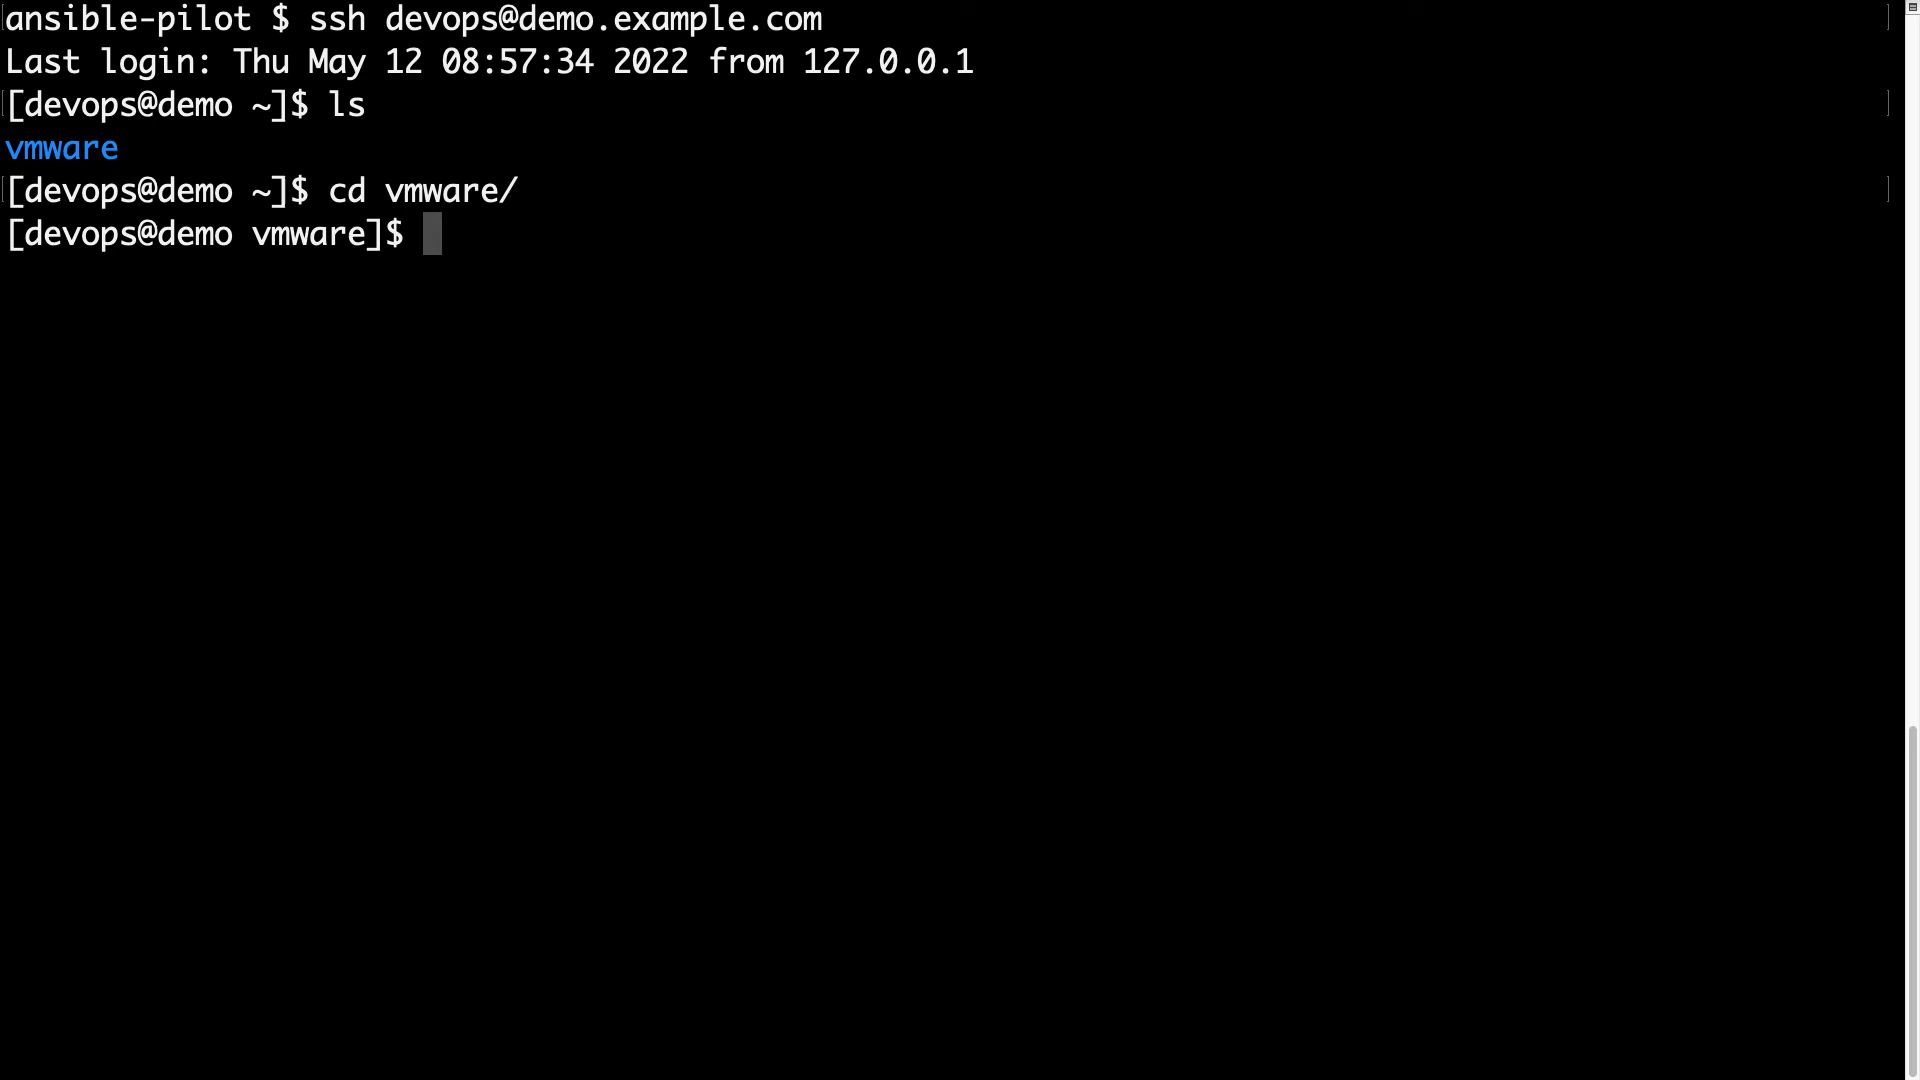 ansible-pilot $ ssh devops@demo.example.com
Last login: Thu May 12 08:57:34 2022 from 127.0.0.1
[devops@demo ~]$ ls
vmware
[devops@demo ~]$ cd vmware/
[devops@demo vmware]$